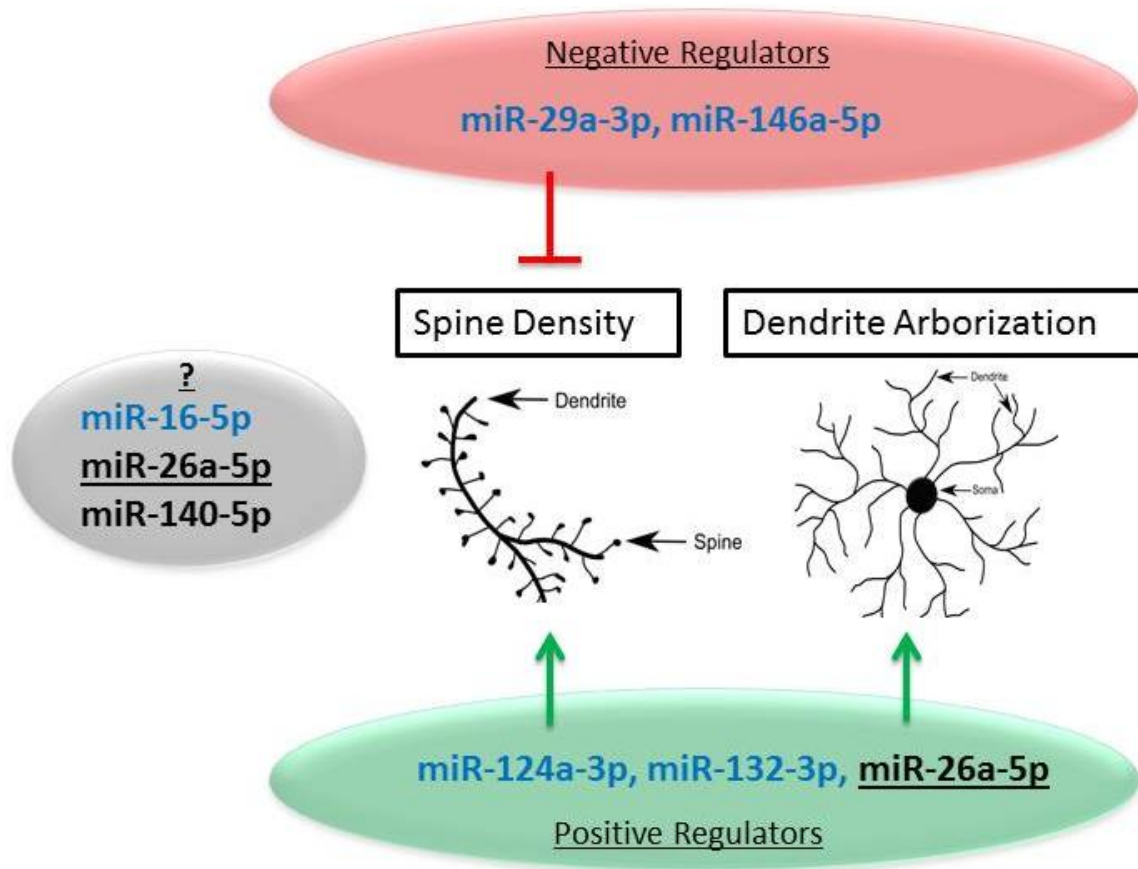 Negative Regulators
miR-29a-3p, miR-146a-5p
Spine Density
Dendrite Arborization
?
miR-16-5p
miR-26a-5p
miR-140-5p
Dendrite
Spine
Dendrite
Soma
miR-124a-3p, miR-132-3p, miR-26a-5p
Positive Regulators